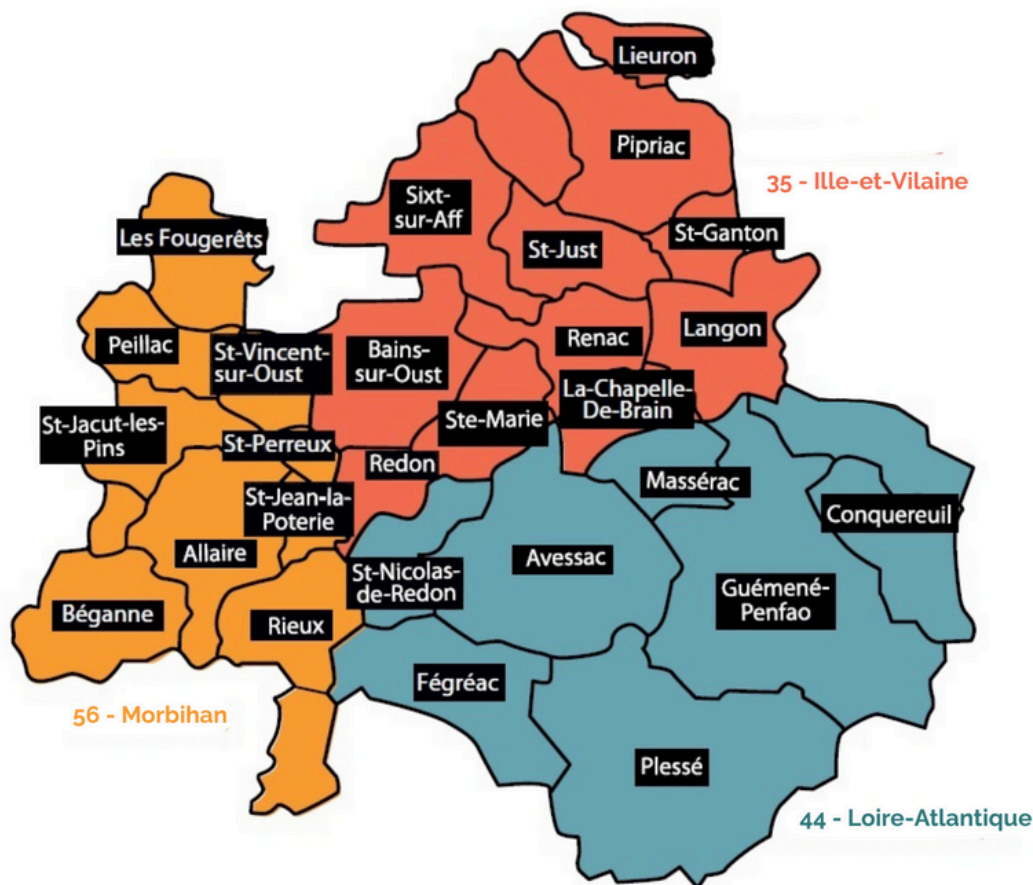 Lieuron
Pipriac
35 - Ille-et-Vilaine
Sixt-
sur-Aff
St-Ganton
Les Fougerêts
St-Just
Peillac
St-Vincent-
sur-Oust
Bains-
sur-Oust
Renac
Langon
La-Chapelle-
De-Brain
St-Jacut-les-
Pins
St-Perreux
Ste-Marie
Redon
Massérac
St-Jean-la-
Poterie
Conquereuil
Allaire
Avessac
St-Nicolas-
de-Redon
Guémené-
Penfao
Béganne
Rieux
Fégréac
56 - Morbihan
Plessé
44 - Loire-Atlantique